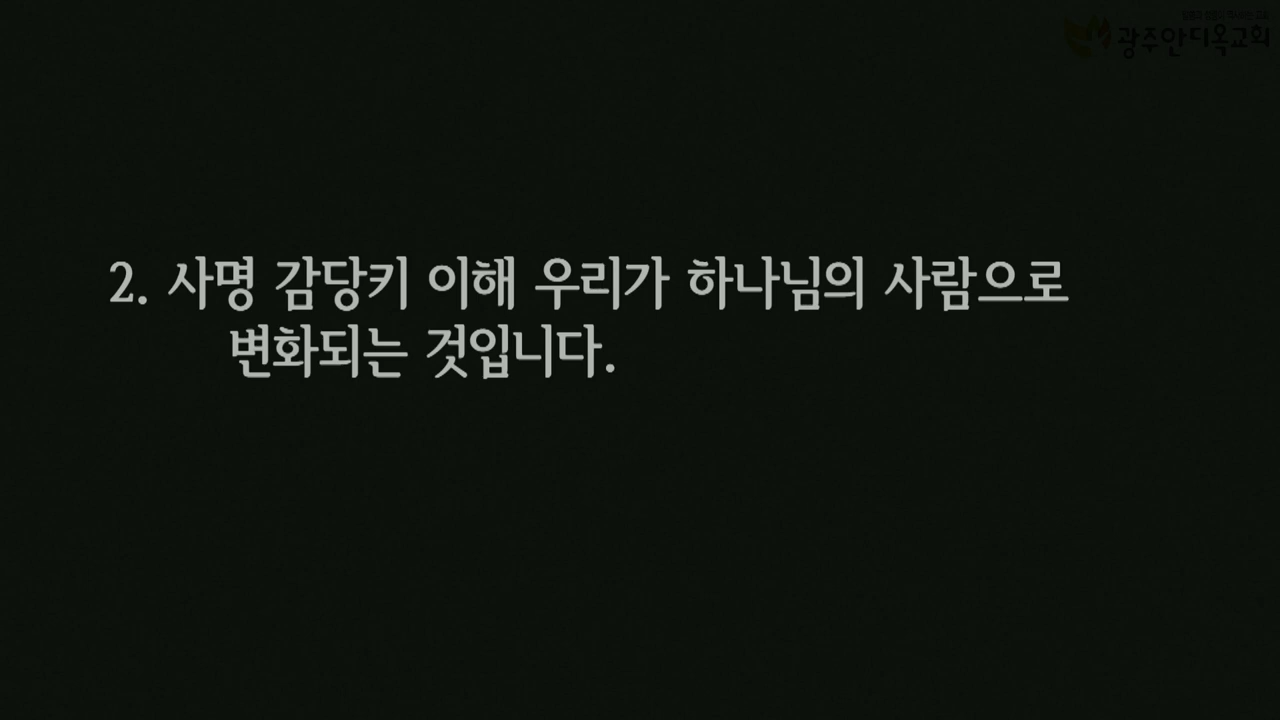 광주안디옥교회
2. 사명 감당키 이해 우리가 하나님의 사람으로
변화되는 것입니다.